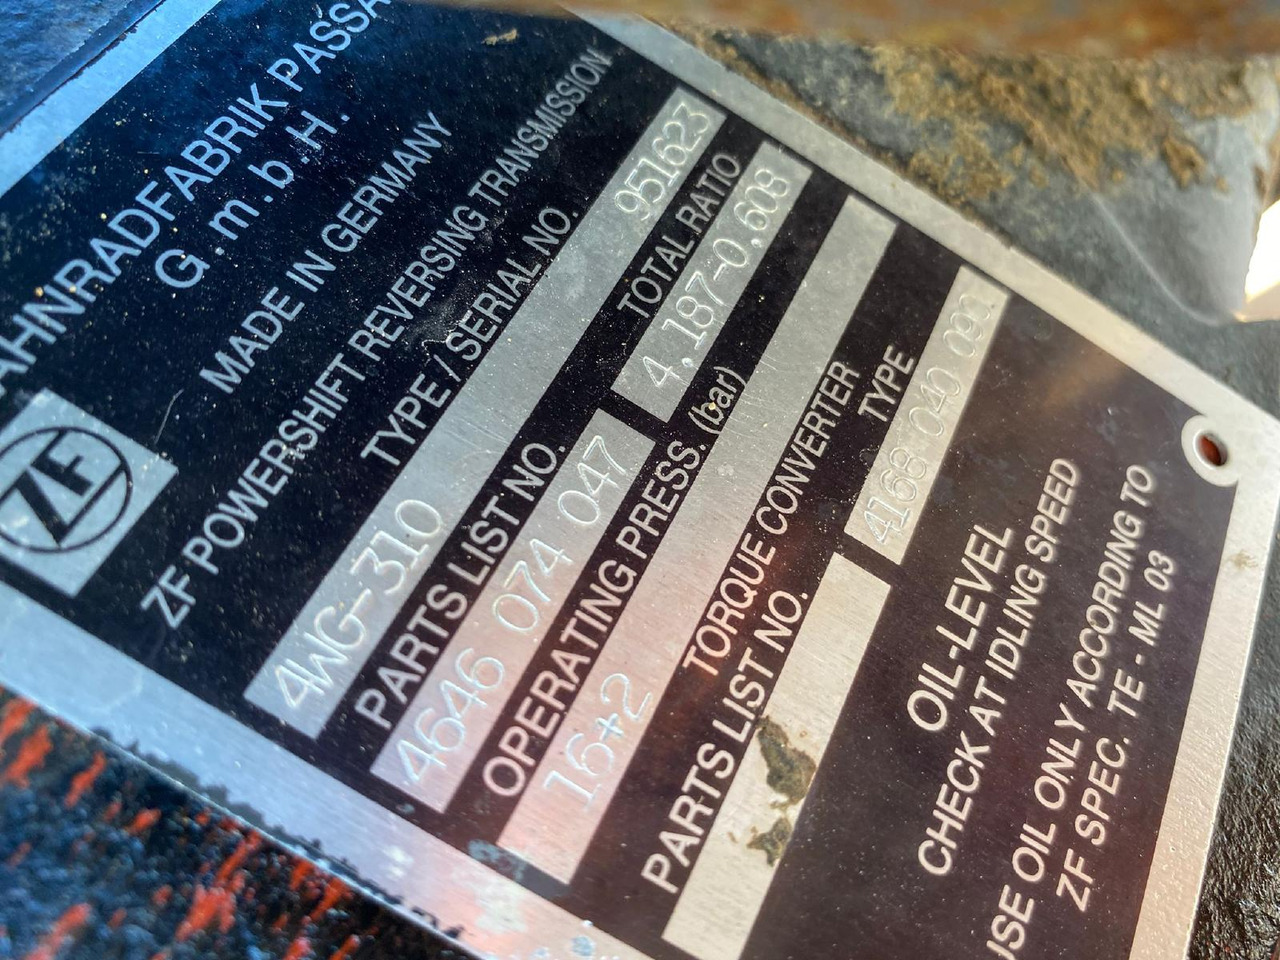 AHNRADFABRIK PASSA
G.m.b.H.
MADE IN GERMANY
ZF
ZF POWERSHIFT REVERSING TRANSMISSION
TYPE / SERIAL NO.
4WG-310 951623
PARTS LIST NO. TOTAL RATIO
4646 074 047 4.187-0.603
OPERATING PRESS. (bar)
16+2
TORQUE CONVERTER
PARTS LIST NO. TYPE
4168 040 090
OIL-LEVEL
CHECK AT IDLING SPEED
USE OIL ONLY ACCORDING TO
ZF SPEC. TE - ML 03